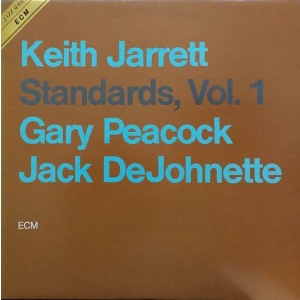 ECM
Keith Jarrett
Standards, Vol. 1
Gary Peacock
Jack DeJohnette
ECM